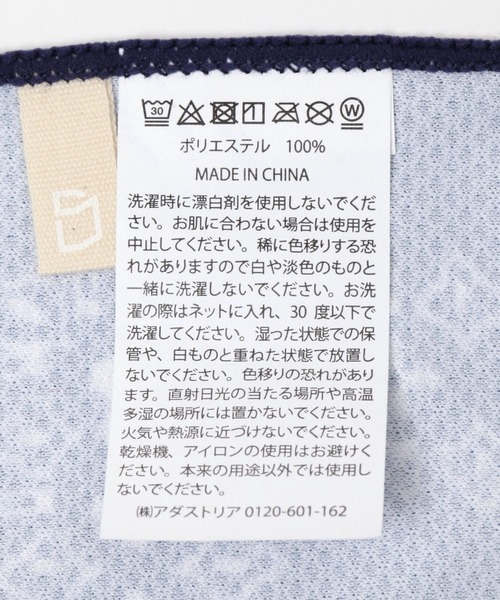 30 W
ポリエステル 100%
MADE IN CHINA
洗濯時に漂白剤を使用しないでくだ
さい。お肌に合わない場合は使用を
中止してください。稀に色移りする恐
れがありますので白や淡色のものと
一緒に洗濯しないでください。お洗
濯の際はネットに入れ、30 度以下で
洗濯してください。湿った状態での保
管や、白ものと重ねた状態で放置し
ないでください。色移りの恐れがあり
ます。直射日光の当たる場所や高温
多湿の場所には置かないでください。
火気や熱源に近づけないでください。
乾燥機、アイロンの使用はお避けく
ださい。本来の用途以外では使用し
ないでください。
㈱アダストリア 0120-601-162